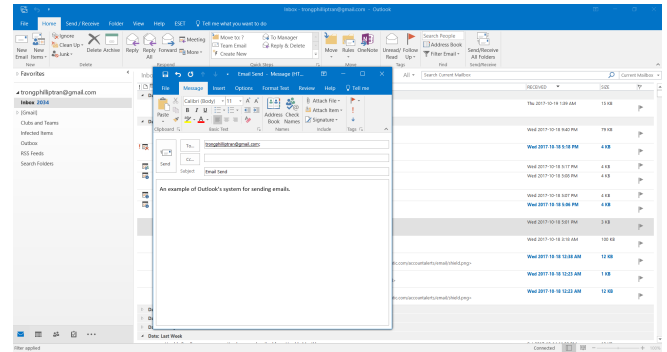 Inbox - trongphilliptran@gmail.com - Outlook
File Home Send / Receive Folder View Help ESET Tell me what you want to do
New Email New Items
Ignore
Clean Up
Junk
Delete Archive
Reply Reply All Forward
Meeting
More
Move to: ?
Team Email
Create New
To Manager
Reply & Delete
Move Rules OneNote
Unread/ Read Follow Up
Search People
Address Book
Filter Email
Send/Receive All Folders
New Delete Respond Quick Steps Move Tags Find Send/Receive
Favorites
trongphilliptran@gmail.com
Inbox 2034
[Gmail]
Clubs and Teams
Infected Items
Outbox
RSS Feeds
Search Folders
All Search Current Mailbox Current Mailbox
RECEIVED SIZE
Thu 2017-10-19 1:39 AM 15 KB
Wed 2017-10-18 9:40 PM 79 KB
Wed 2017-10-18 5:18 PM 4 KB
Wed 2017-10-18 5:17 PM 4 KB
Wed 2017-10-18 5:08 PM 4 KB
Wed 2017-10-18 5:07 PM 4 KB
Wed 2017-10-18 5:06 PM 4 KB
Wed 2017-10-18 5:01 PM 3 KB
Wed 2017-10-18 3:18 AM 100 KB
Wed 2017-10-18 12:38 AM 12 KB
Wed 2017-10-18 12:23 AM 1 KB
Wed 2017-10-18 12:23 AM 12 KB
Email Send - Message (HT...
File Message Insert Options Format Text Review Help Tell me
Paste
Calibri (Body) 11
Address Book Check Names
Attach File
Attach Item
Signature
Clipboard Basic Text Names Include Tags
Send
To... trongphilliptran@gmail.com;
Cc...
Subject Email Send
An example of Outlook's system for sending emails.
Date: Last Week
Filter applied
Connected